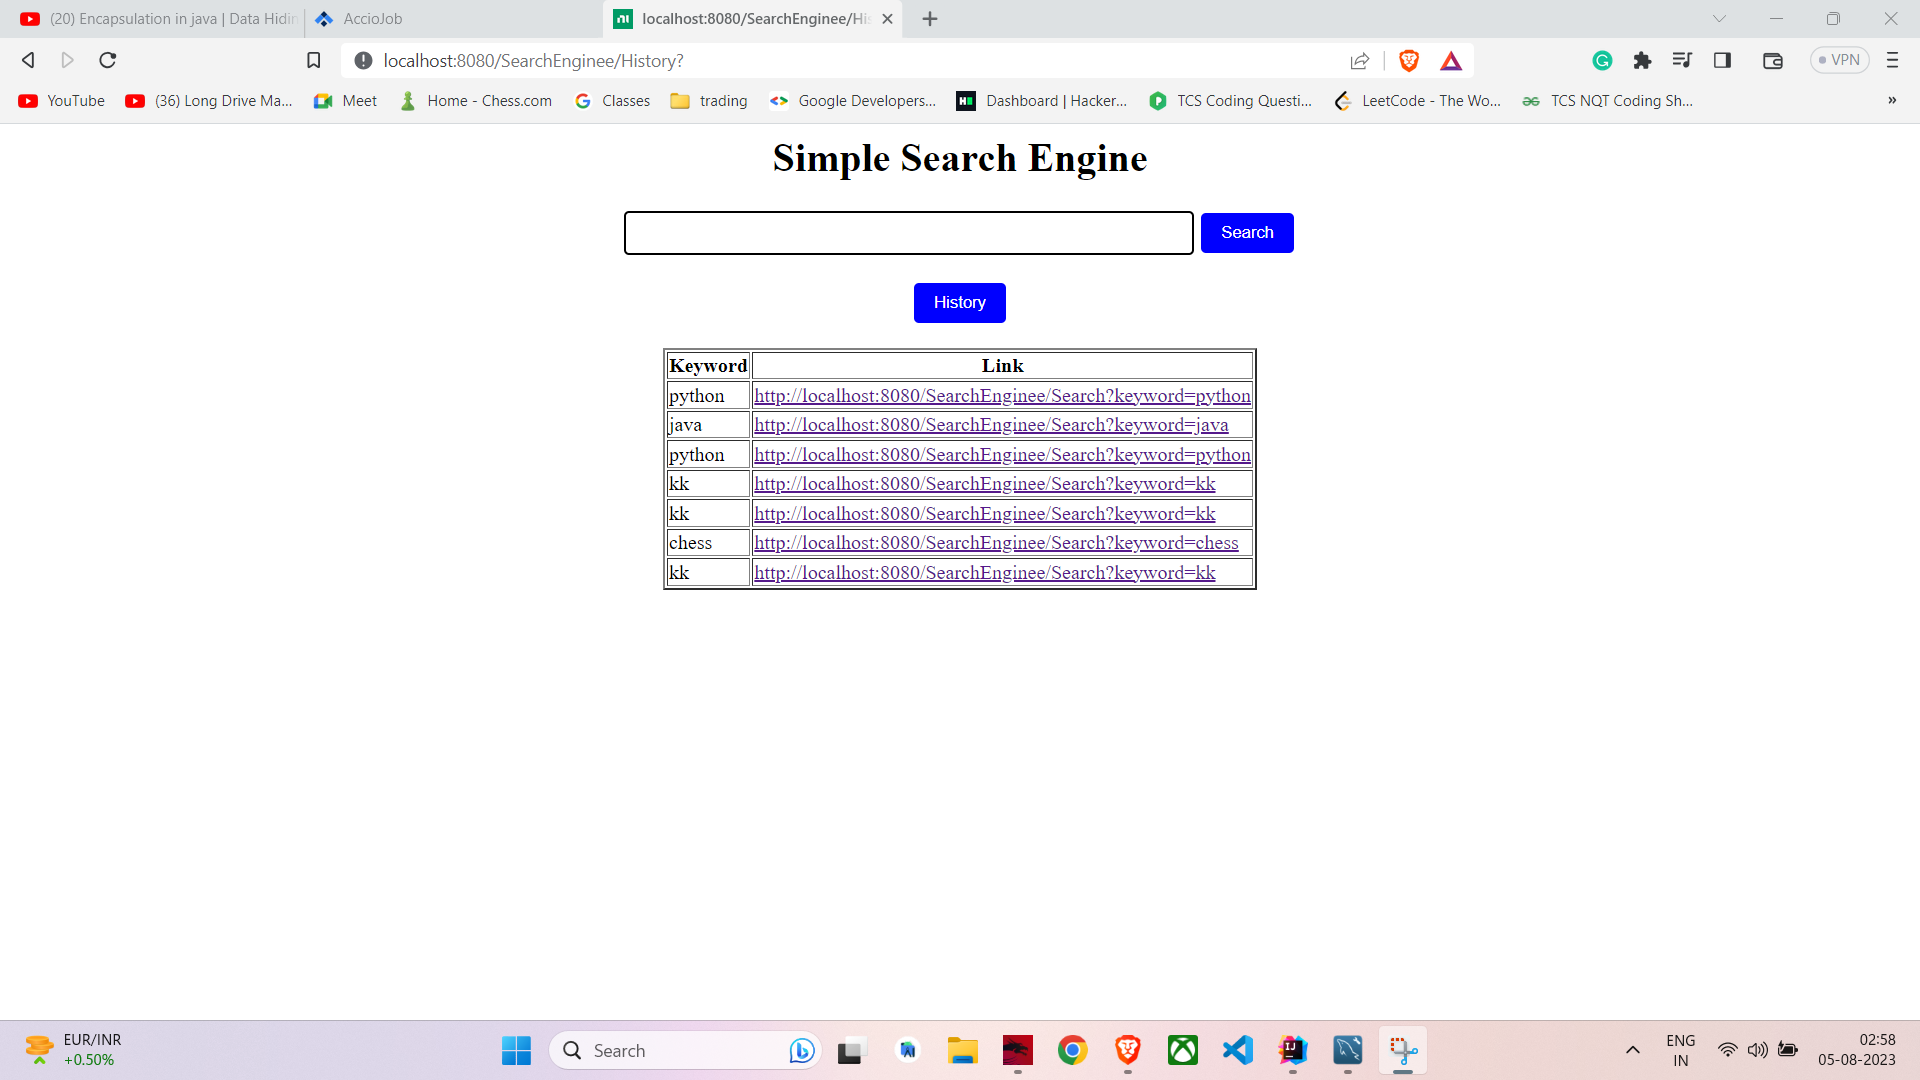 (20) Encapsulation in java | Data Hidin
AccioJob
localhost:8080/SearchEnginee/His
localhost:8080/SearchEnginee/History?
VPN
YouTube
(36) Long Drive Ma...
Meet
Home - Chess.com
Classes
trading
Google Developers...
Dashboard | Hacker...
TCS Coding Questi...
LeetCode - The Wo...
TCS NQT Coding Sh...
»
Simple Search Engine
Search
History
Keyword Link
python http://localhost:8080/SearchEnginee/Search?keyword=python
java http://localhost:8080/SearchEnginee/Search?keyword=java
python http://localhost:8080/SearchEnginee/Search?keyword=python
kk http://localhost:8080/SearchEnginee/Search?keyword=kk
kk http://localhost:8080/SearchEnginee/Search?keyword=kk
chess http://localhost:8080/SearchEnginee/Search?keyword=chess
kk http://localhost:8080/SearchEnginee/Search?keyword=kk
EUR/INR
+0.50%
Search
ENG
IN
02:58
05-08-2023